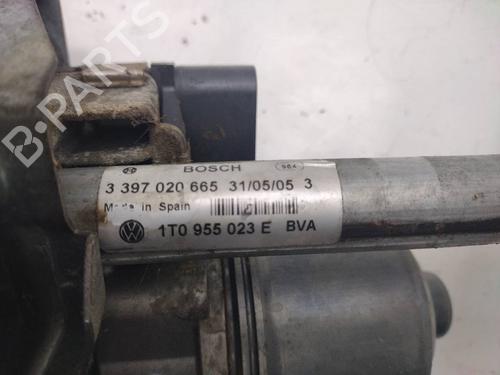 B-PARTS
BOSCH
3 397 020 665 31/05/05 3
Made in Spain
1T0 955 023 E BVA